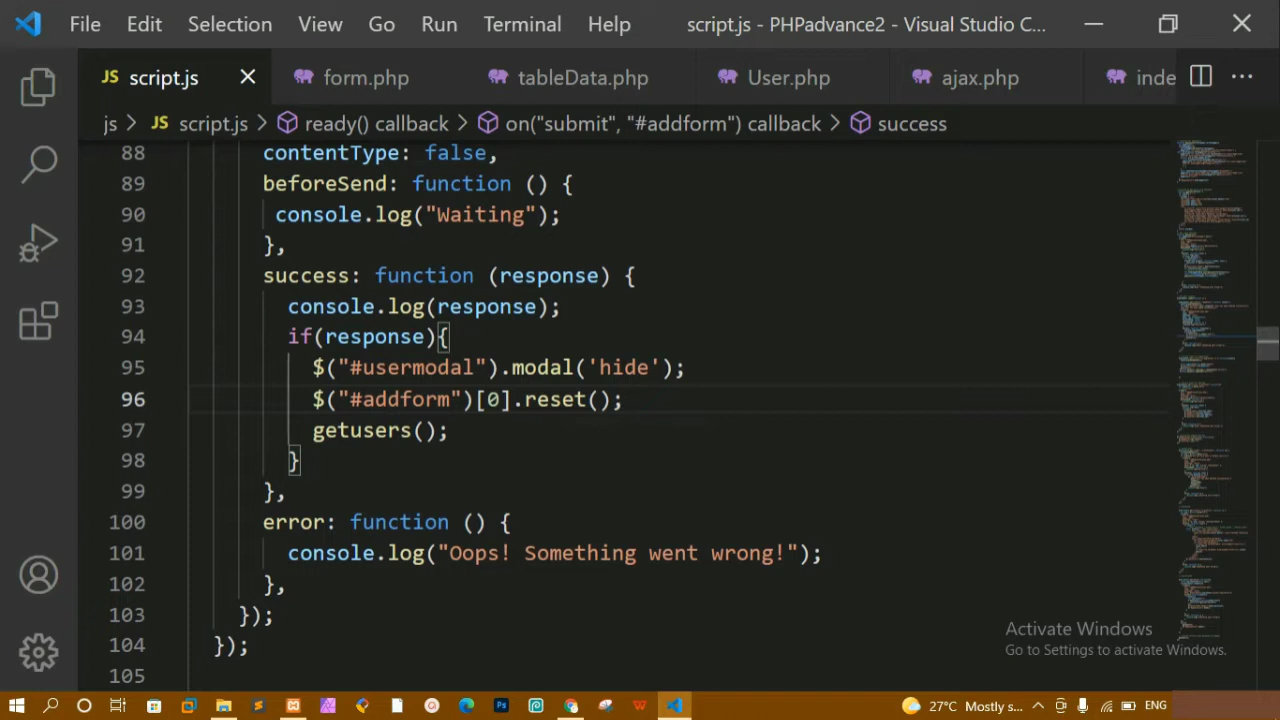 File Edit Selection View Go Run Terminal Help script.js - PHPadvance2 - Visual Studio C...
JS script.js form.php tableData.php User.php ajax.php inde
js > JS script.js > ready() callback > on("submit", "#addform") callback > success
88 contentType: false,
89 beforeSend: function () {
90 console.log("Waiting");
91 },
92 success: function (response) {
93 console.log(response);
94 if(response){
95 $("#usermodal").modal('hide');
96 $("#addform")[0].reset();
97 getusers();
98 }
99 },
100 error: function () {
101 console.log("Oops! Something went wrong!");
102 },
103 });
104 });
105
Activate Windows
Go to Settings to activate Windows.
27°C Mostly s... ENG